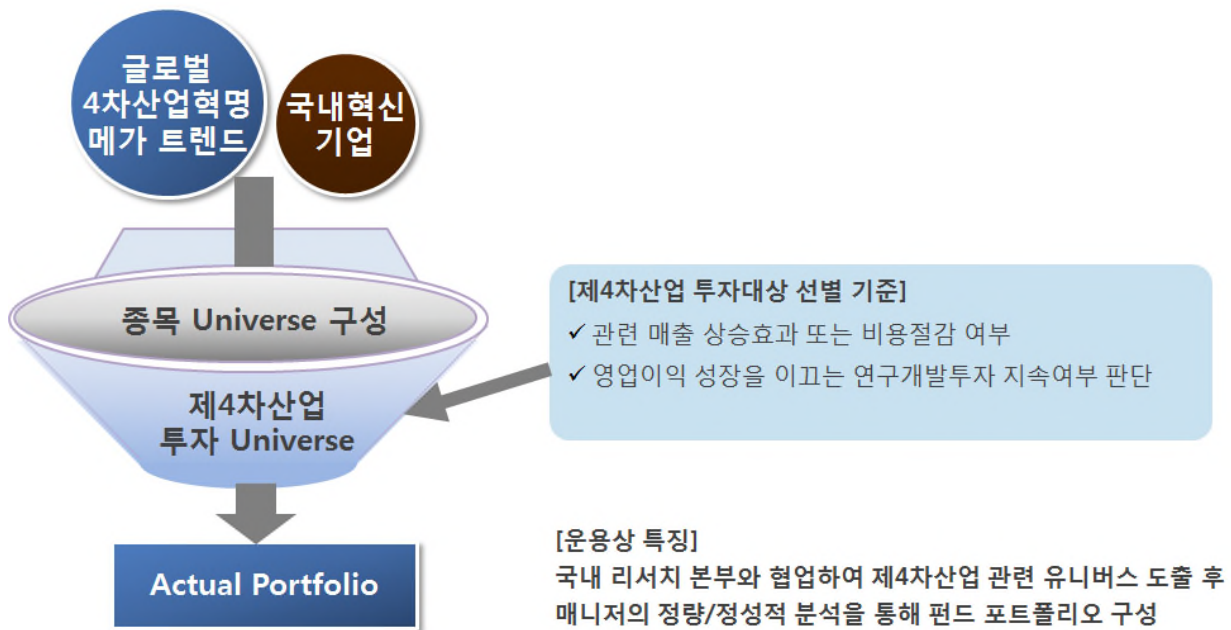 글로벌
4차산업혁명
메가 트렌드
국내혁신
기업
종목 Universe 구성
제4차산업
투자 Universe
Actual Portfolio
[제4차산업 투자대상 선별 기준]
✓ 관련 매출 상승효과 또는 비용절감 여부
✓ 영업이익 성장을 이끄는 연구개발투자 지속여부 판단
[운용상 특징]
국내 리서치 본부와 협업하여 제4차산업 관련 유니버스 도출 후
매니저의 정량/정성적 분석을 통해 펀드 포트폴리오 구성